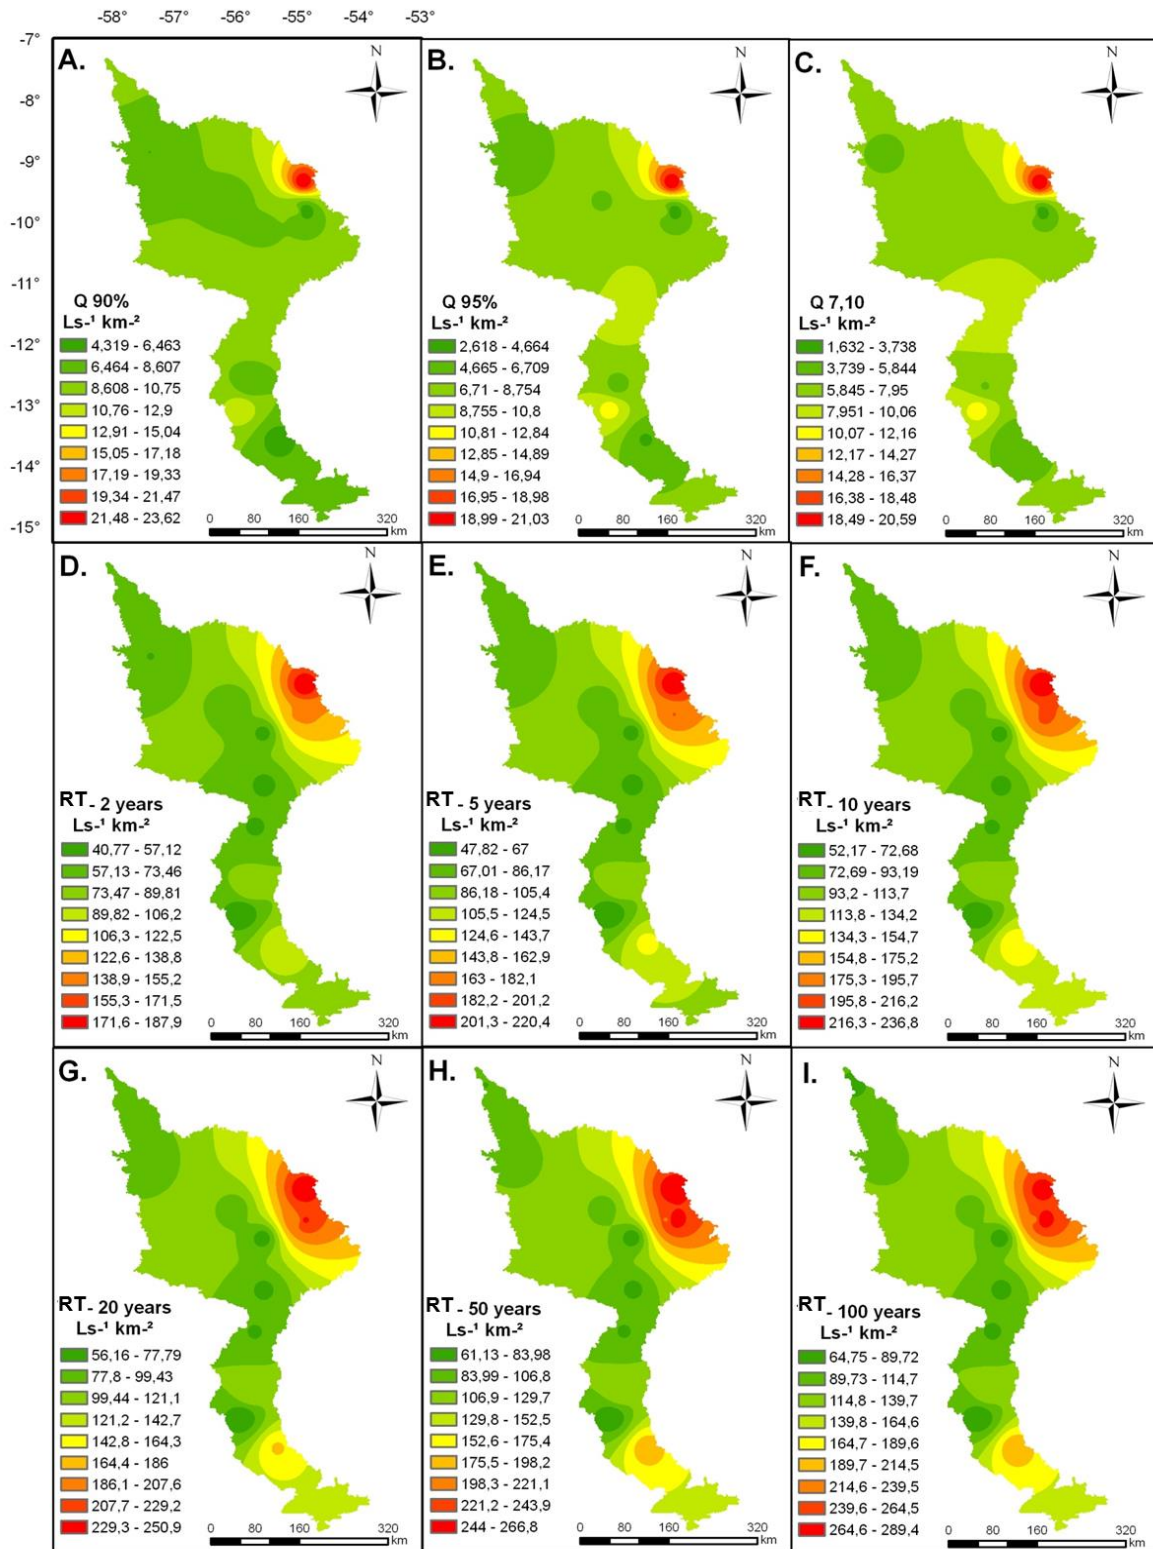 -58° -57° -56° -55° -54° -53°
-7°
-8°
-9°
-10°
-11°
-12°
-13°
-14°
-15°
A.
N
Q 90%
Ls-¹ km-²
4,319 - 6,463
6,464 - 8,607
8,608 - 10,75
10,76 - 12,9
12,91 - 15,04
15,05 - 17,18
17,19 - 19,33
19,34 - 21,47
21,48 - 23,62
0 80 160 320
km
B.
N
Q 95%
Ls-¹ km-²
2,618 - 4,664
4,665 - 6,709
6,71 - 8,754
8,755 - 10,8
10,81 - 12,84
12,85 - 14,89
14,9 - 16,94
16,95 - 18,98
18,99 - 21,03
0 80 160 320
km
C.
N
Q 7,10
Ls-¹ km-²
1,632 - 3,738
3,739 - 5,844
5,845 - 7,95
7,951 - 10,06
10,07 - 12,16
12,17 - 14,27
14,28 - 16,37
16,38 - 18,48
18,49 - 20,59
0 80 160 320
km
D.
N
RT - 2 years
Ls-¹ km-²
40,77 - 57,12
57,13 - 73,46
73,47 - 89,81
89,82 - 106,2
106,3 - 122,5
122,6 - 138,8
138,9 - 155,2
155,3 - 171,5
171,6 - 187,9
0 80 160 320
km
E.
N
RT - 5 years
Ls-¹ km-²
47,82 - 67
67,01 - 86,17
86,18 - 105,4
105,5 - 124,5
124,6 - 143,7
143,8 - 162,9
163 - 182,1
182,2 - 201,2
201,3 - 220,4
0 80 160 320
km
F.
N
RT - 10 years
Ls-¹ km-²
52,17 - 72,68
72,69 - 93,19
93,2 - 113,7
113,8 - 134,2
134,3 - 154,7
154,8 - 175,2
175,3 - 195,7
195,8 - 216,2
216,3 - 236,8
0 80 160 320
km
G.
N
RT - 20 years
Ls-¹ km-²
56,16 - 77,79
77,8 - 99,43
99,44 - 121,1
121,2 - 142,7
142,8 - 164,3
164,4 - 186
186,1 - 207,6
207,7 - 229,2
229,3 - 250,9
0 80 160 320
km
H.
N
RT - 50 years
Ls-¹ km-²
61,13 - 83,98
83,99 - 106,8
106,9 - 129,7
129,8 - 152,5
152,6 - 175,4
175,5 - 198,2
198,3 - 221,1
221,2 - 243,9
244 - 266,8
0 80 160 320
km
I.
N
RT - 100 years
Ls-¹ km-²
64,75 - 89,72
89,73 - 114,7
114,8 - 139,7
139,8 - 164,6
164,7 - 189,6
189,7 - 214,5
214,6 - 239,5
239,6 - 264,5
264,6 - 289,4
0 80 160 320
km